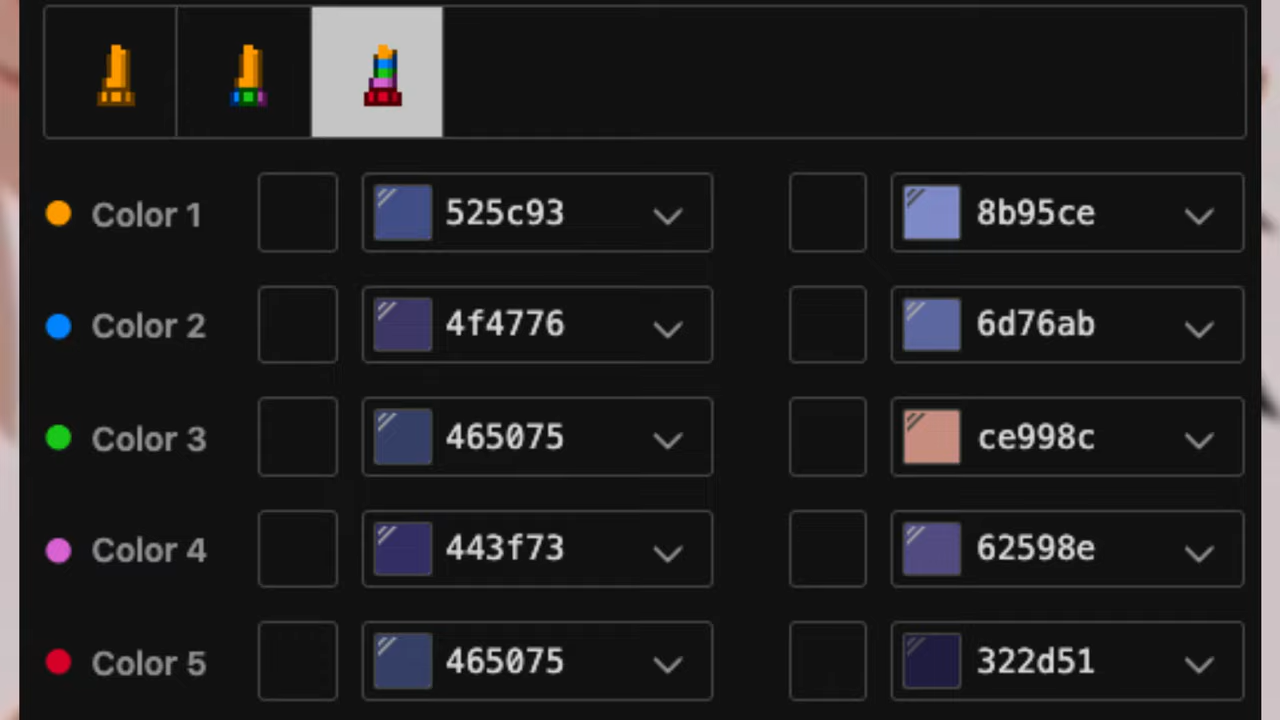 Color 1 525c93 8b95ce
Color 2 4f4776 6d76ab
Color 3 465075 ce998c
Color 4 443f73 62598e
Color 5 465075 322d51